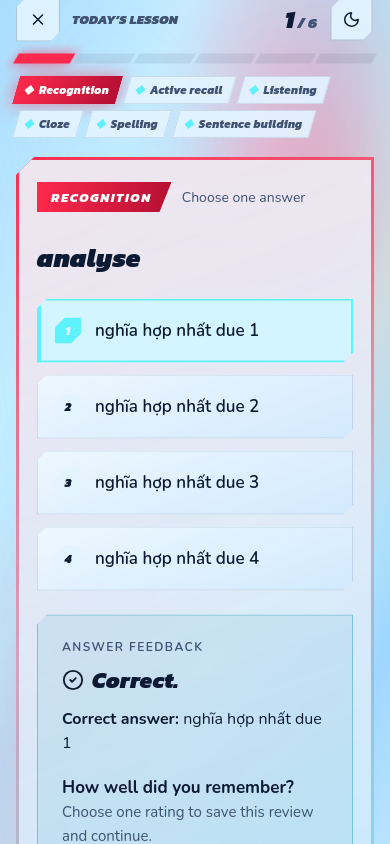 TODAY'S LESSON
1 / 6
Recognition
Active recall
Listening
Cloze
Spelling
Sentence building
RECOGNITION
Choose one answer
analyse
1 nghĩa hợp nhất due 1
2 nghĩa hợp nhất due 2
3 nghĩa hợp nhất due 3
4 nghĩa hợp nhất due 4
ANSWER FEEDBACK
Correct.
Correct answer: nghĩa hợp nhất due
1
How well did you remember?
Choose one rating to save this review
and continue.